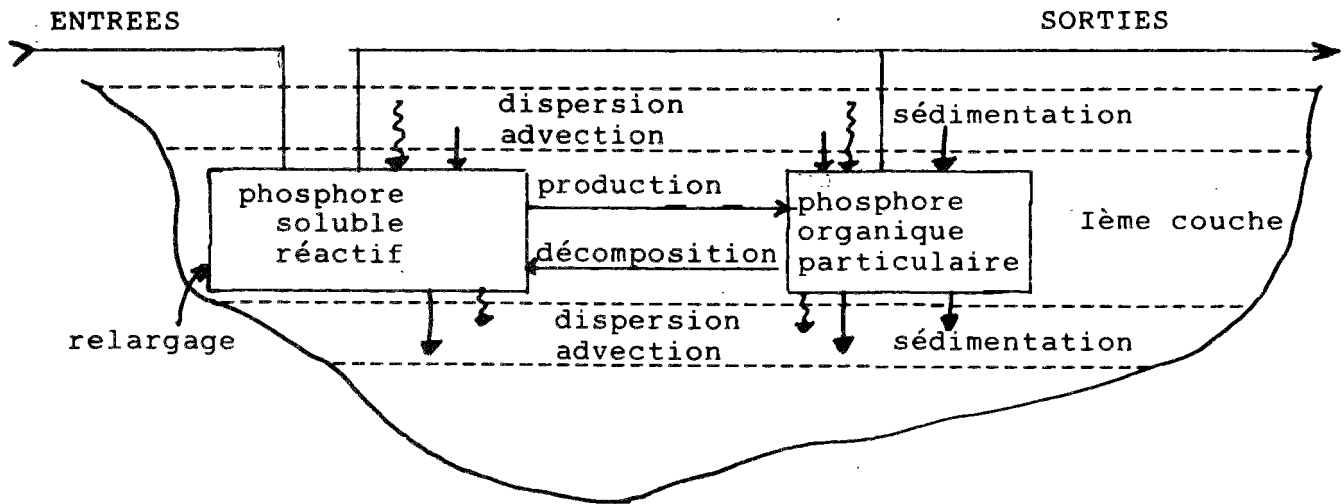 ENTREES
SORTIES
dispersion
advection
sédimentation
phosphore
soluble
réactif
production
décomposition
phosphore
organique
particulaire
Ième couche
relargage
dispersion
advection
sédimentation